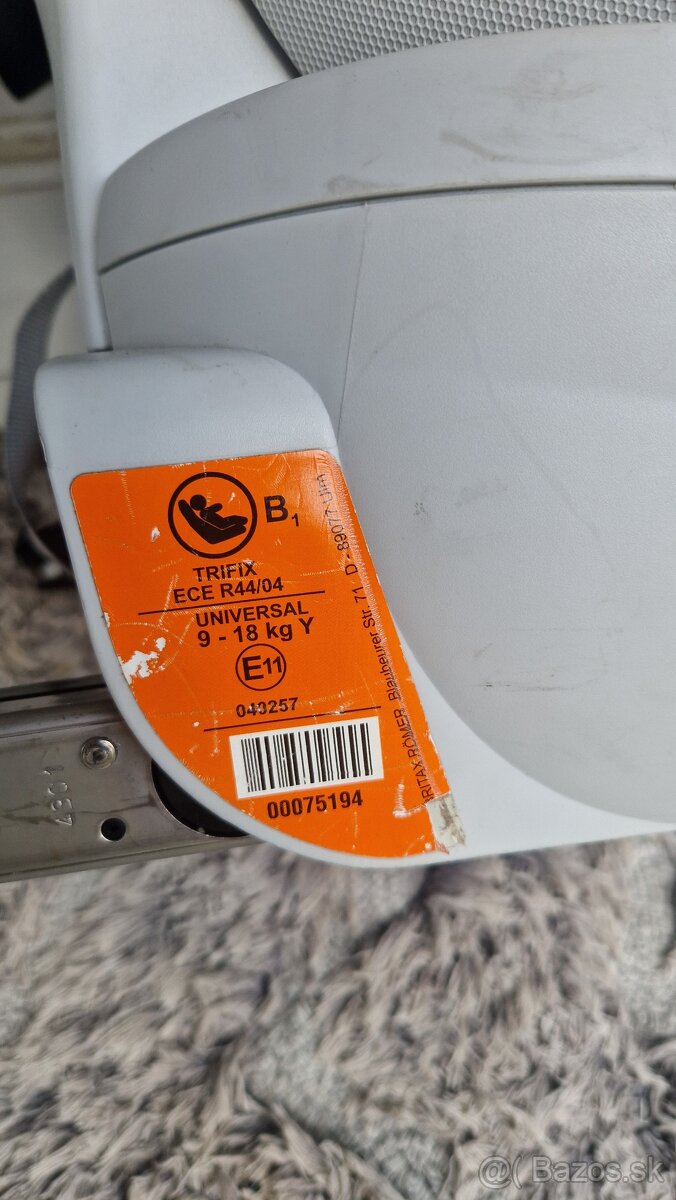 B1
TRIFIX
ECE R44/04
UNIVERSAL
9 - 18 kg Y
E11
040257
00075194
RITAX RÖMER Blaubeurer Str. 71 D - 89077 Ulm
4301
@( Bazos.sk